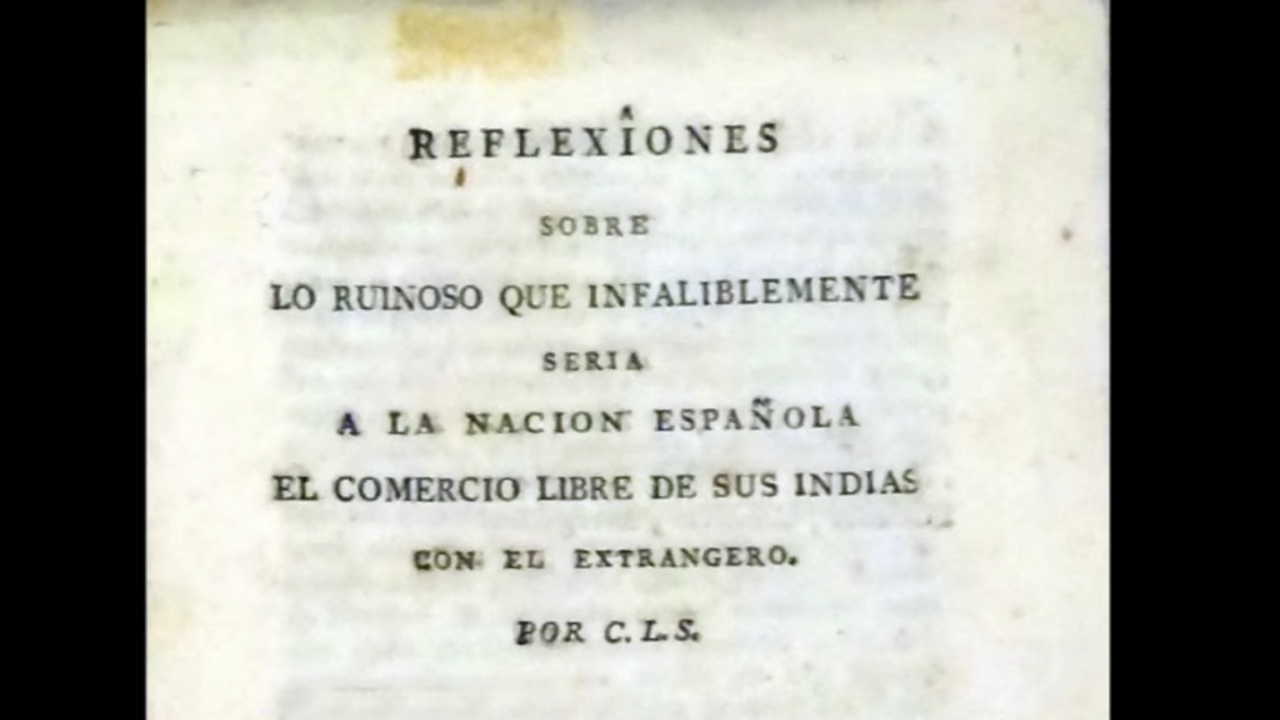 REFLEXÎONES
SOBRE
LO RUINOSO QUE INFALIBLEMENTE
SERIA
A LA NACION ESPAÑOLA
EL COMERCIO LIBRE DE SUS INDIAS
CON EL EXTRANGERO.
POR C. L. S.